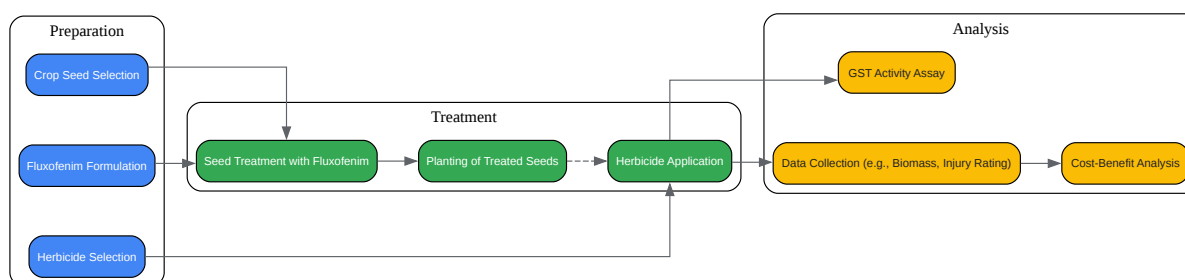 Preparation
Crop Seed Selection
Fluxofenim Formulation
Herbicide Selection
Treatment
Seed Treatment with Fluxofenim
Planting of Treated Seeds
Herbicide Application
Analysis
GST Activity Assay
Data Collection (e.g., Biomass, Injury Rating)
Cost-Benefit Analysis